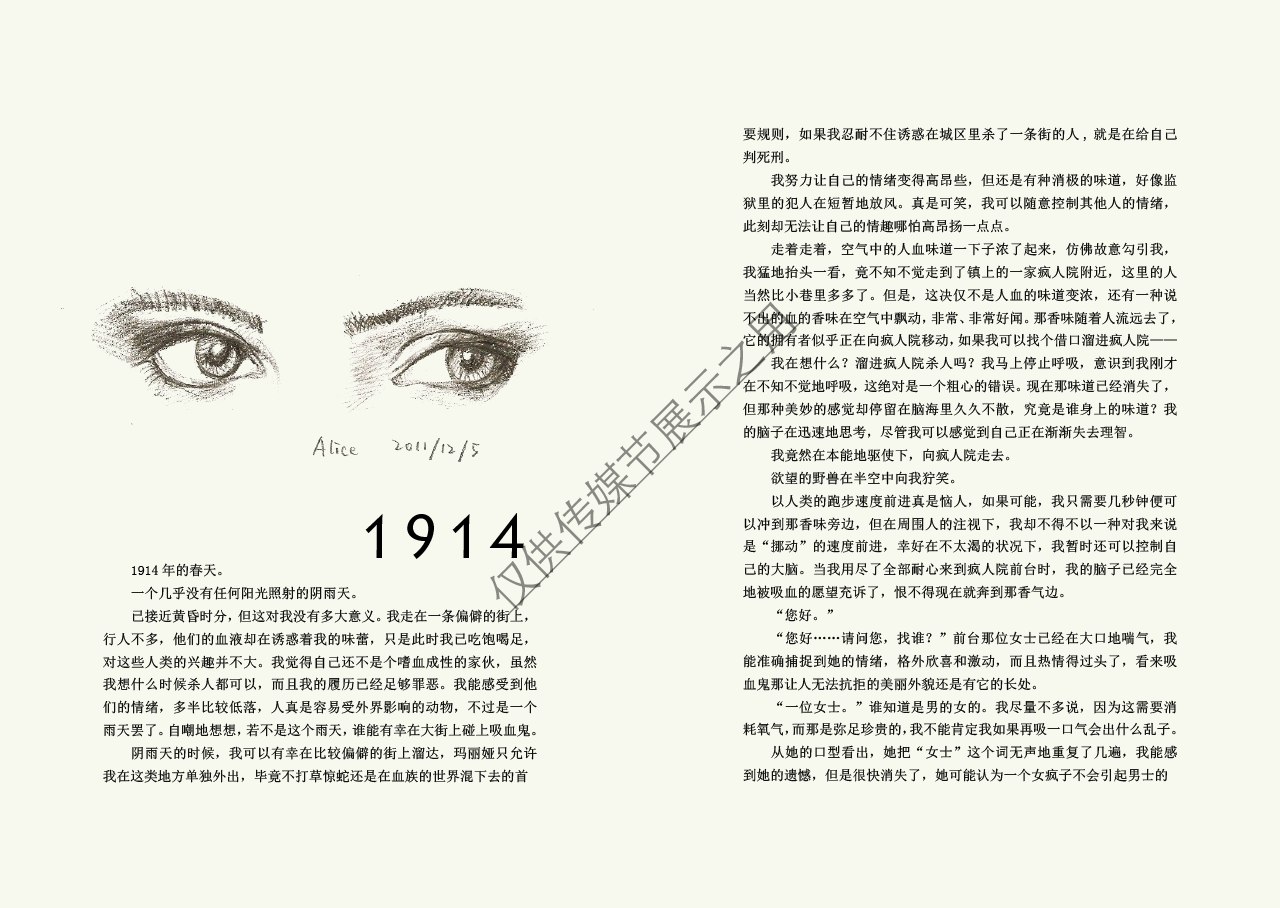 Alice 2011/12/5
1914
1914 年的春天。
一个几乎没有任何阳光照射的阴雨天。
已接近黄昏时分，但这对我没有多大意义。我走在一条偏僻的街上，
行人不多，他们的血液却在诱惑着我的味蕾，只是此时我已吃饱喝足，
对这些人类的兴趣并不大。我觉得自己还不是个嗜血成性的家伙，虽然
我想什么时候杀人都可以，而且我的履历已经足够罪恶。我能感受到他
们的情绪，多半比较低落，人真是容易受外界影响的动物，不过是一个
雨天罢了。自嘲地想想，若不是这个雨天，谁能有幸在大街上碰上吸血鬼。
阴雨天的时候，我可以有幸在比较偏僻的街上溜达，玛丽娅只允许
我在这类地方单独外出，毕竟不打草惊蛇还是在血族的世界混下去的首
要规则，如果我忍耐不住诱惑在城区里杀了一条街的人，就是在给自己
判死刑。
我努力让自己的情绪变得高昂些，但还是有种消极的味道，好像监
狱里的犯人在短暂地放风。真是可笑，我可以随意控制其他人的情绪，
此刻却无法让自己的情趣哪怕高昂扬一点点。
走着走着，空气中的人血味道一下子浓了起来，仿佛故意勾引我，
我猛地抬头一看，竟不知不觉走到了镇上的一家疯人院附近，这里的人
当然比小巷里多多了。但是，这决仅不是人血的味道变浓，还有一种说
不出的血的香味在空气中飘动，非常、非常好闻。那香味随着人流远去了，
它的拥有者似乎正在向疯人院移动，如果我可以找个借口溜进疯人院——
我在想什么？溜进疯人院杀人吗？我马上停止呼吸，意识到我刚才
在不知不觉地呼吸，这绝对是一个粗心的错误。现在那味道已经消失了，
但那种美妙的感觉却停留在脑海里久久不散，究竟是谁身上的味道？我
的脑子在迅速地思考，尽管我可以感觉到自己正在渐渐失去理智。
我竟然在本能地驱使下，向疯人院走去。
欲望的野兽在半空中向我狞笑。
以人类的跑步速度前进真是恼人，如果可能，我只需要几秒钟便可
以冲到那香味旁边，但在周围人的注视下，我却不得不以一种对我来说
是“挪动”的速度前进，幸好在不太渴的状况下，我暂时还可以控制自
己的大脑。当我用尽了全部耐心来到疯人院前台时，我的脑子已经完全
地被吸血的愿望充诉了，恨不得现在就奔到那香气边。
“您好。”
“您好……请问您，找谁？”前台那位女士已经在大口地喘气，我
能准确捕捉到她的情绪，格外欣喜和激动，而且热情得过头了，看来吸
血鬼那让人无法抗拒的美丽外貌还是有它的长处。
“一位女士。”谁知道是男的女的。我尽量不多说，因为这需要消
耗氧气，而那是弥足珍贵的，我不能肯定我如果再吸一口气会出什么乱子。
从她的口型看出，她把“女士”这个词无声地重复了几遍，我能感
到她的遗憾，但是很快消失了，她可能认为一个女疯子不会引起男士的
仅供传媒节展示之用